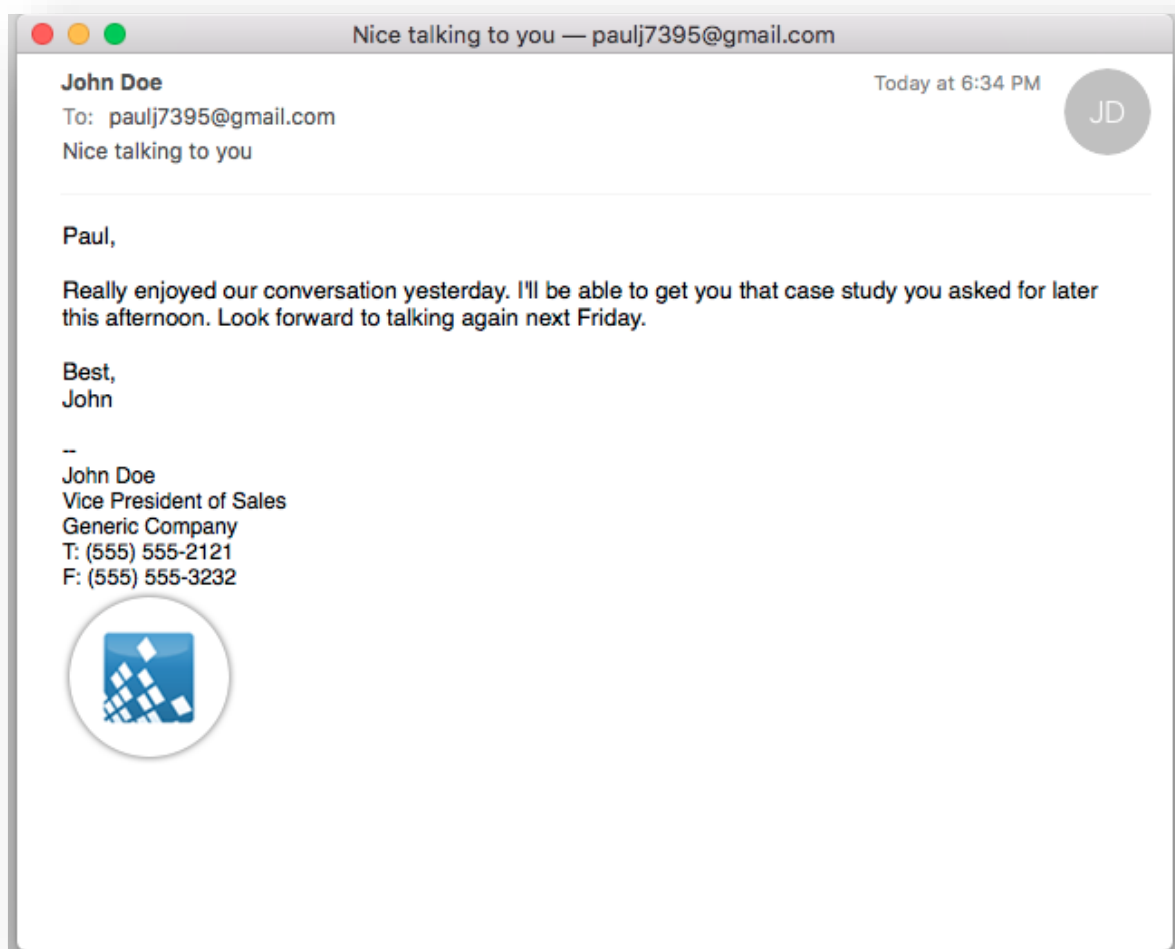 Nice talking to you — paulj7395@gmail.com
John Doe
Today at 6:34 PM
JD
To: paulj7395@gmail.com
Nice talking to you
Paul,
Really enjoyed our conversation yesterday. I'll be able to get you that case study you asked for later
this afternoon. Look forward to talking again next Friday.
Best,
John
--
John Doe
Vice President of Sales
Generic Company
T: (555) 555-2121
F: (555) 555-3232